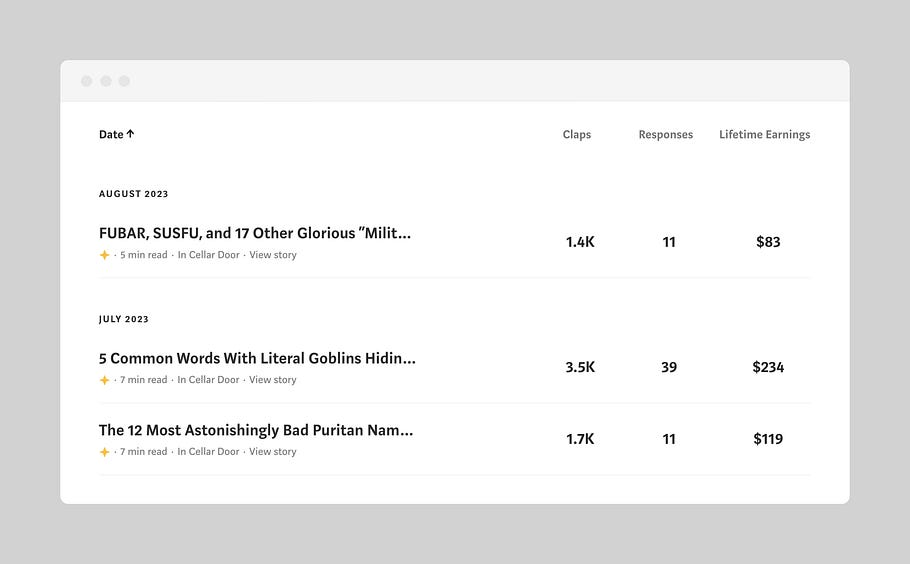 Date ↑ Claps Responses Lifetime Earnings
AUGUST 2023
FUBAR, SUSFU, and 17 Other Glorious "Milit...
· 5 min read · In Cellar Door · View story
1.4K 11 $83
JULY 2023
5 Common Words With Literal Goblins Hidin...
· 7 min read · In Cellar Door · View story
3.5K 39 $234
The 12 Most Astonishingly Bad Puritan Nam...
· 7 min read · In Cellar Door · View story
1.7K 11 $119